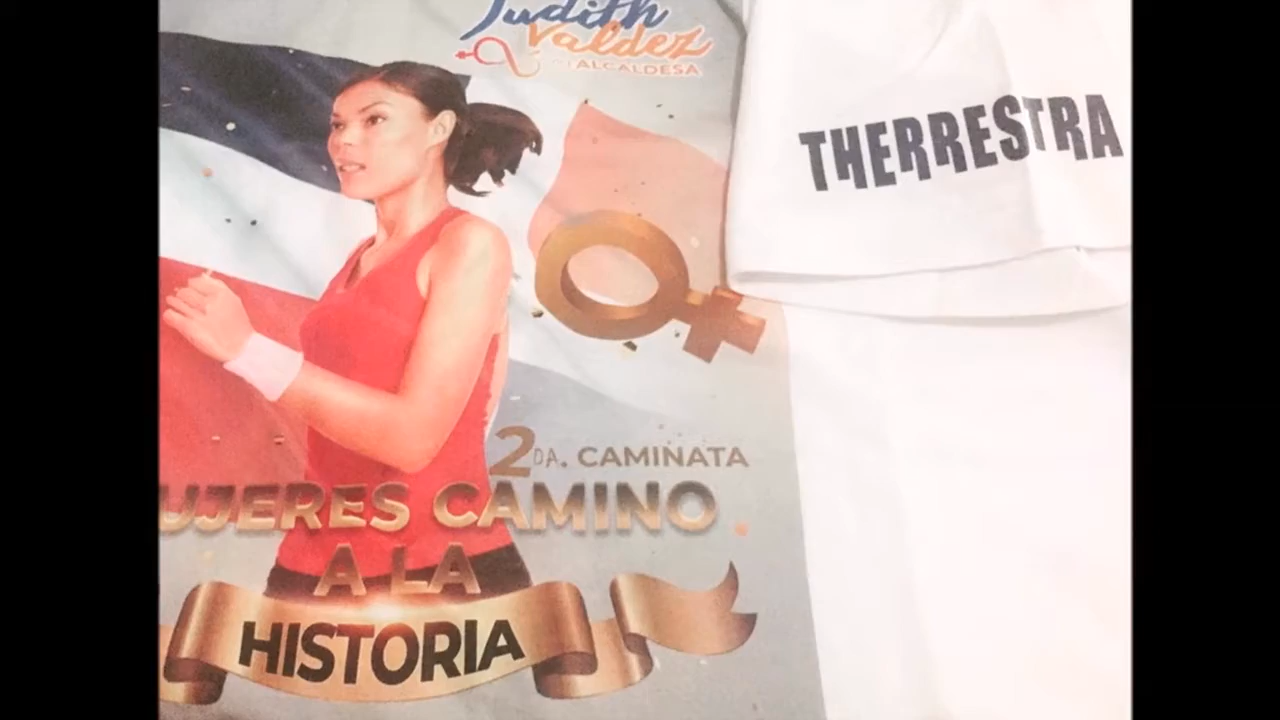 Judith
Valdez
ALCALDESA
THERRESTRA
2DA. CAMINATA
UJERES CAMINO
A LA
HISTORIA